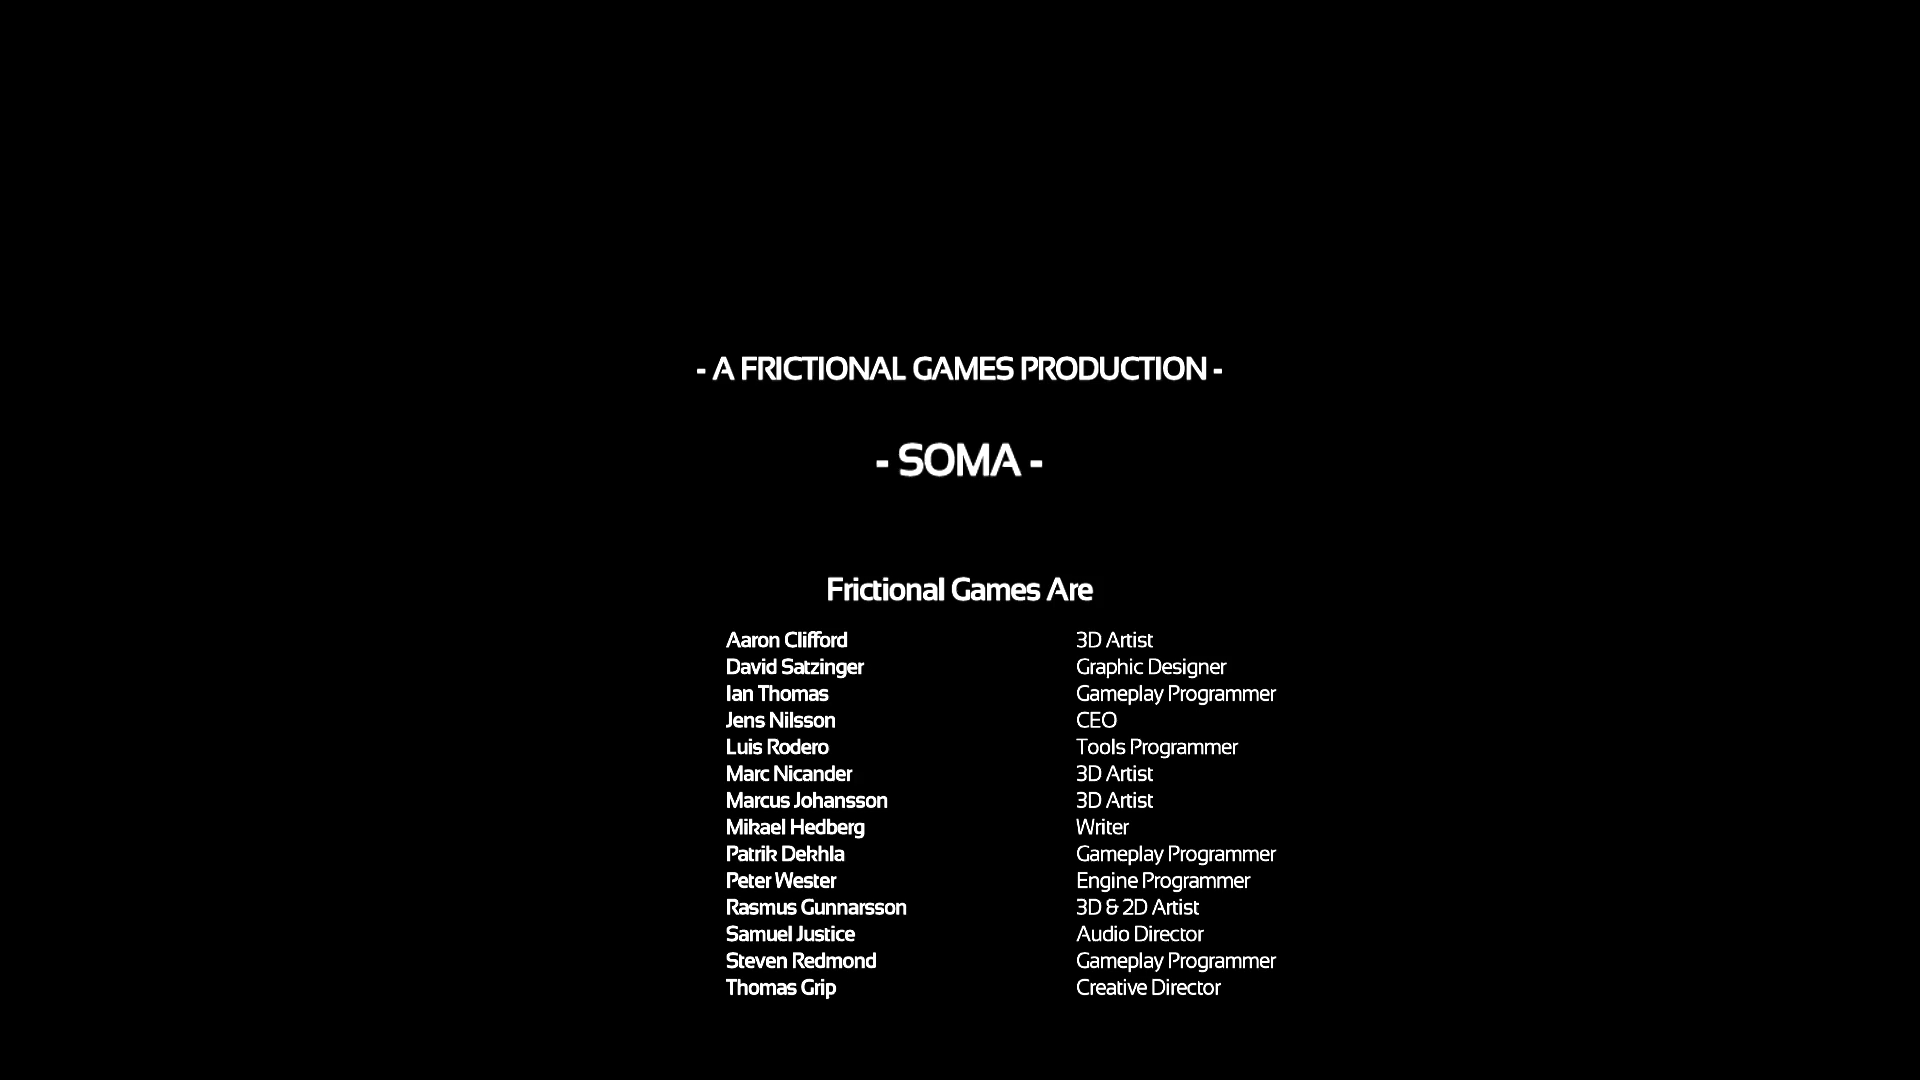 - A FRICTIONAL GAMES PRODUCTION -
- SOMA -
Frictional Games Are
Aaron Clifford 3D Artist
David Satzinger Graphic Designer
Ian Thomas Gameplay Programmer
Jens Nilsson CEO
Luis Rodero Tools Programmer
Marc Nicander 3D Artist
Marcus Johansson 3D Artist
Mikael Hedberg Writer
Patrik Dekhla Gameplay Programmer
Peter Wester Engine Programmer
Rasmus Gunnarsson 3D & 2D Artist
Samuel Justice Audio Director
Steven Redmond Gameplay Programmer
Thomas Grip Creative Director